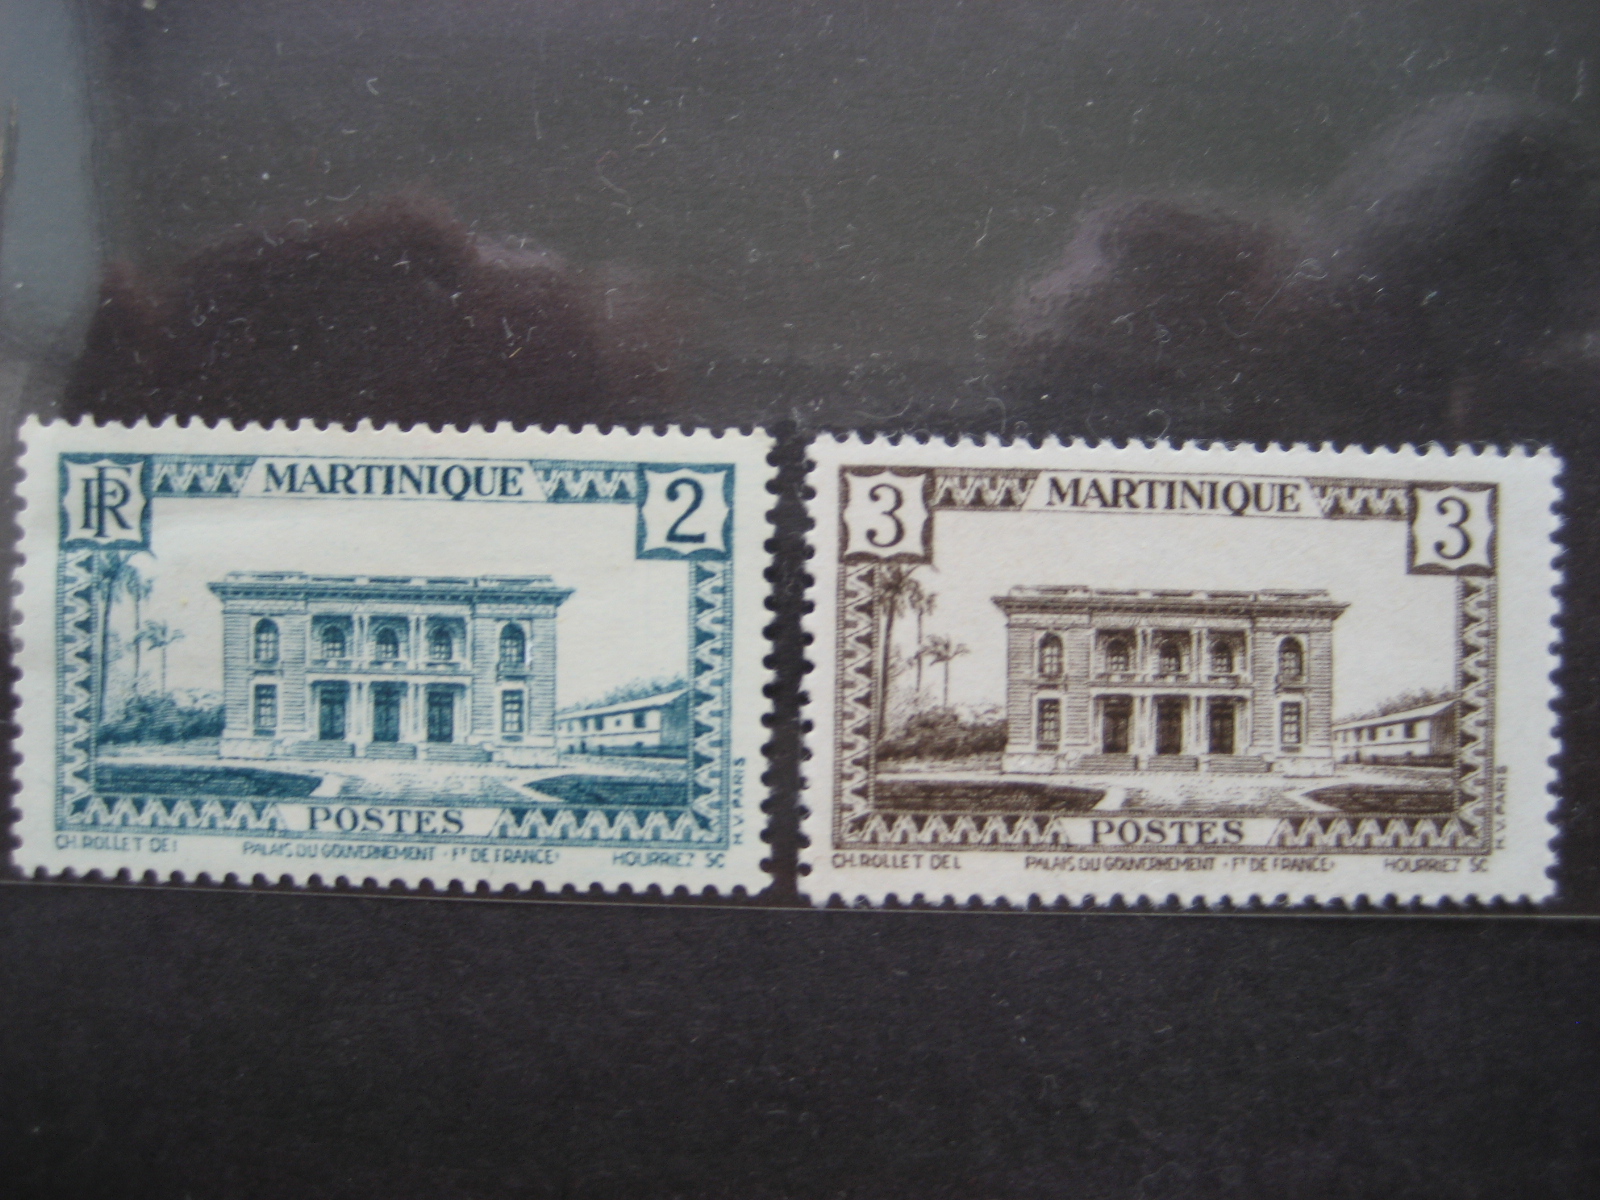 RF MARTINIQUE 2
POSTES
CH. ROLLET DEL
PALAIS DU GOUVERNEMENT (FT DE FRANCE)
HOURRIEZ SC
H.V. PARIS
3 MARTINIQUE 3
POSTES
CH. ROLLET DEL
PALAIS DU GOUVERNEMENT (FT DE FRANCE)
HOURRIEZ SC
H.V. PARIS